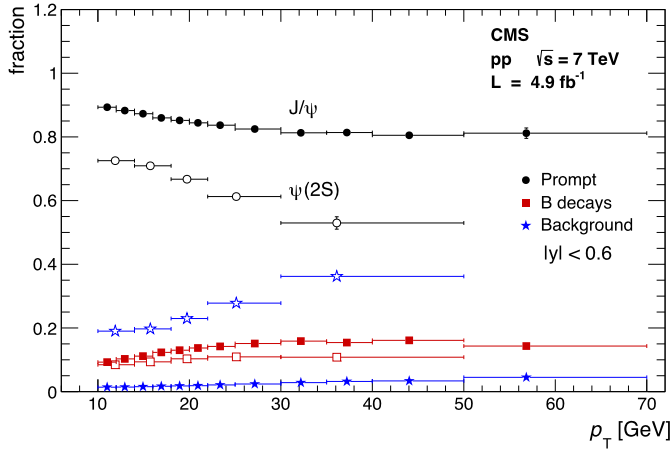 fraction
1.2
1
0.8
0.6
0.4
0.2
0
CMS
pp √s = 7 TeV
L = 4.9 fb⁻¹
J/ψ
ψ(2S)
Prompt
B decays
Background
|y| < 0.6
10 20 30 40 50 60 70
p_T [GeV]